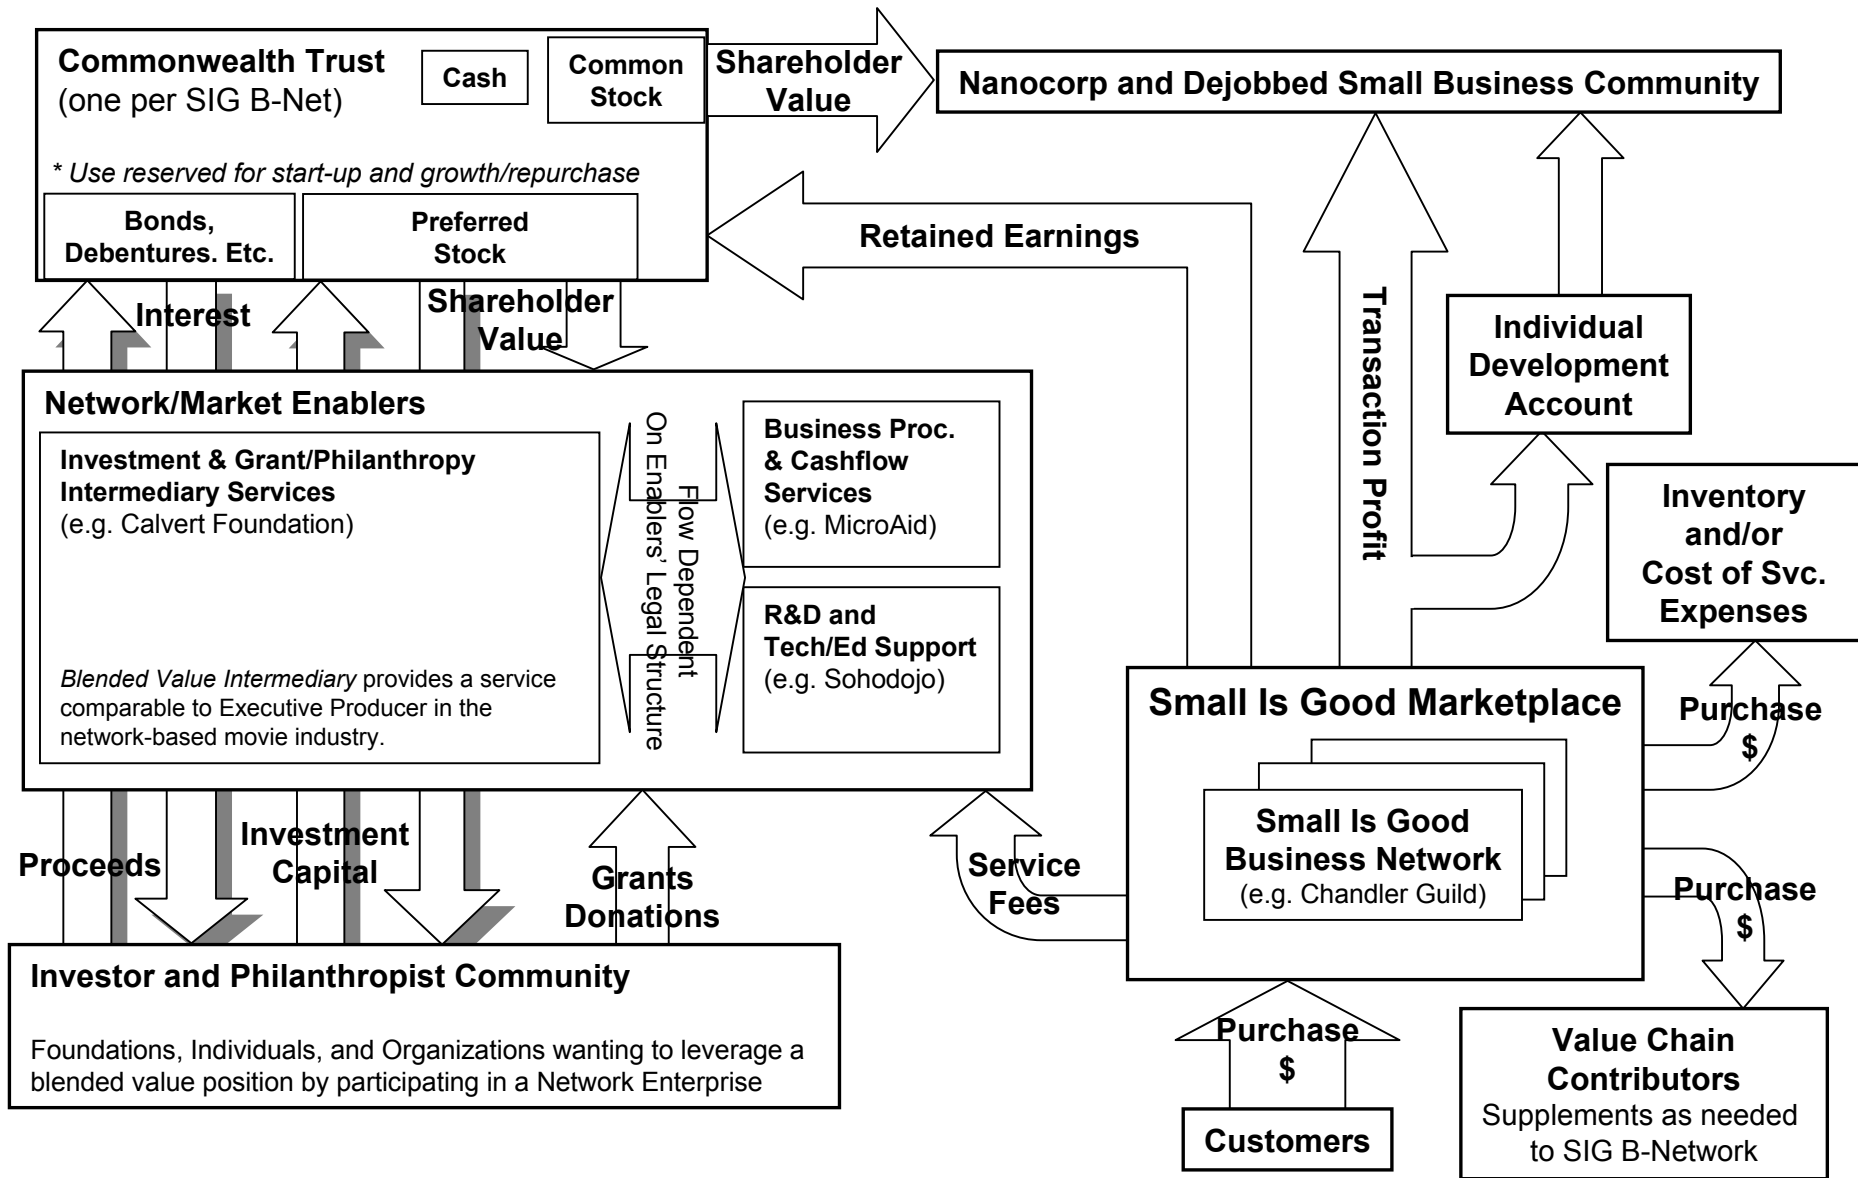 Commonwealth Trust
(one per SIG B-Net)
Cash
Common
Stock
* Use reserved for start-up and growth/repurchase
Bonds,
Debentures. Etc.
Preferred
Stock
Shareholder
Value
Nanocorp and Dejobbed Small Business Community
Retained Earnings
Interest
Shareholder
Value
Transaction Profit
Individual
Development
Account
Network/Market Enablers
Investment & Grant/Philanthropy
Intermediary Services
(e.g. Calvert Foundation)
Blended Value Intermediary provides a service
comparable to Executive Producer in the
network-based movie industry.
Flow Dependent
On Enablers' Legal Structure
Business Proc.
& Cashflow
Services
(e.g. MicroAid)
R&D and
Tech/Ed Support
(e.g. Sohodojo)
Inventory
and/or
Cost of Svc.
Expenses
Small Is Good Marketplace
Purchase
$
Small Is Good
Business Network
(e.g. Chandler Guild)
Proceeds
Investment
Capital
Grants
Donations
Service
Fees
Purchase
$
Investor and Philanthropist Community
Foundations, Individuals, and Organizations wanting to leverage a
blended value position by participating in a Network Enterprise
Purchase
$
Customers
Value Chain
Contributors
Supplements as needed
to SIG B-Network